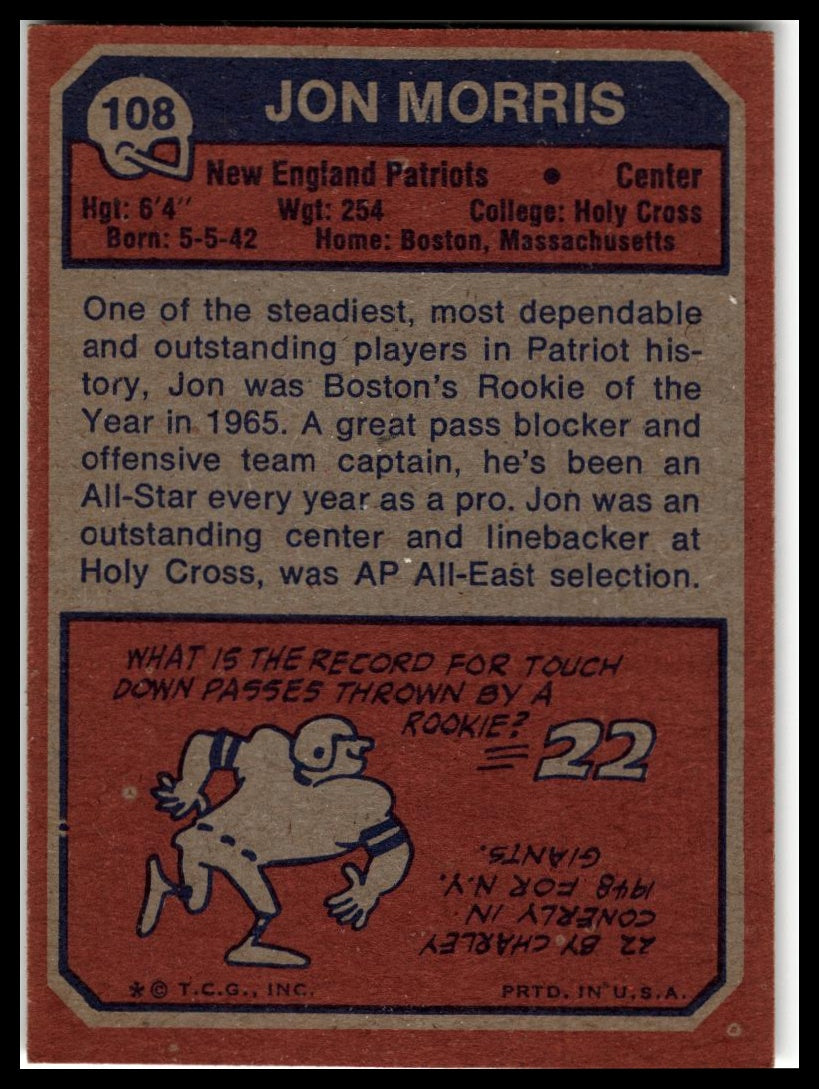 108
JON MORRIS
New England Patriots • Center
Hgt: 6'4" Wgt: 254 College: Holy Cross
Born: 5-5-42 Home: Boston, Massachusetts
One of the steadiest, most dependable
and outstanding players in Patriot his-
tory, Jon was Boston's Rookie of the
Year in 1965. A great pass blocker and
offensive team captain, he's been an
All-Star every year as a pro. Jon was an
outstanding center and linebacker at
Holy Cross, was AP All-East selection.
WHAT IS THE RECORD FOR TOUCH
DOWN PASSES THROWN BY A
ROOKIE?
22
22 BY CHARLEY
CONERLY IN
1948 FOR N.Y.
GIANTS.
*© T.C.G., INC. PRTD. IN U.S.A.